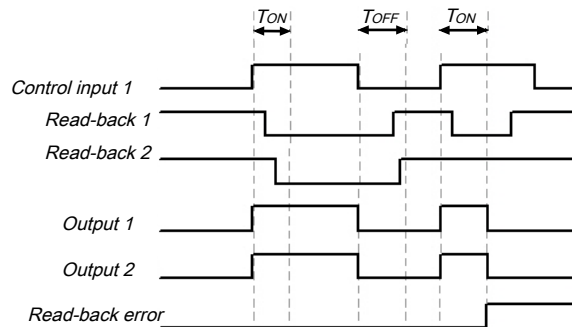 TON TOFF TON
Control input 1
Read-back 1
Read-back 2
Output 1
Output 2
Read-back error